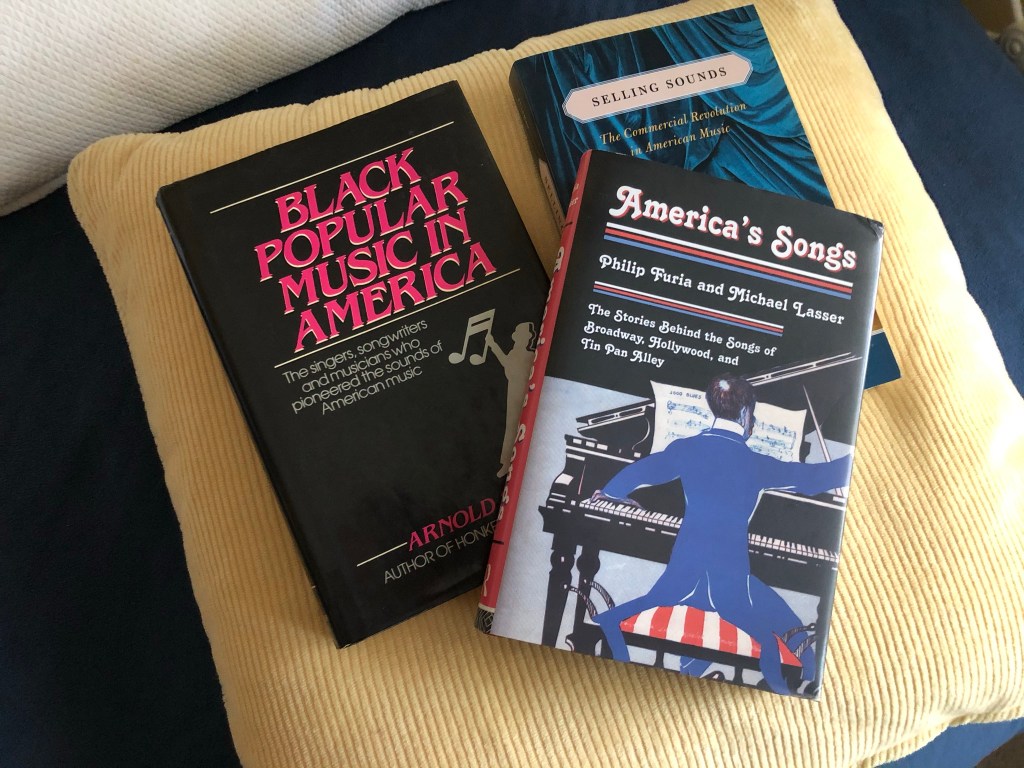 SELLING SOUNDS
The Commercial Revolution
in American Music
BLACK
POPULAR
MUSIC IN
AMERICA
The singers, songwriters
and musicians who
pioneered the sounds of
American music
ARNOLD
AUTHOR OF HONKE
America's Songs
Philip Furia and Michael Lasser
The Stories Behind the Songs of
Broadway, Hollywood, and
Tin Pan Alley